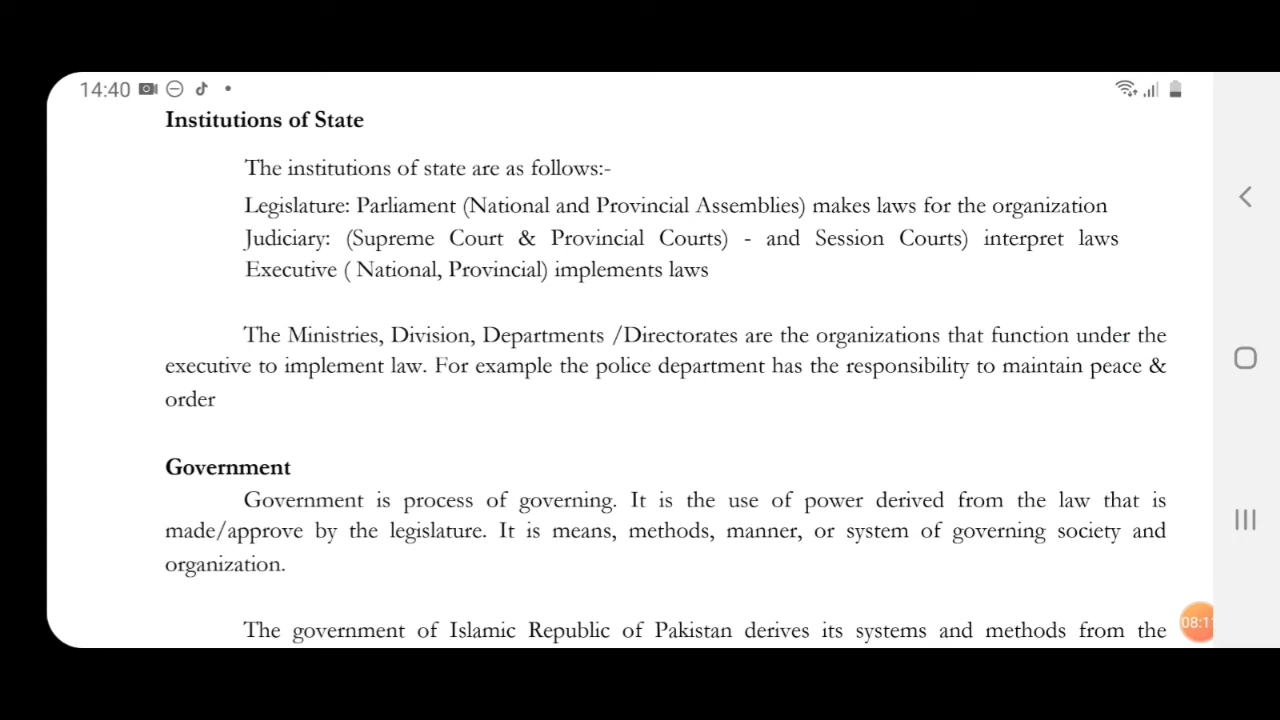 14:40
Institutions of State
The institutions of state are as follows:-
Legislature: Parliament (National and Provincial Assemblies) makes laws for the organization
Judiciary: (Supreme Court & Provincial Courts) - and Session Courts) interpret laws
Executive ( National, Provincial) implements laws
The Ministries, Division, Departments /Directorates are the organizations that function under the
executive to implement law. For example the police department has the responsibility to maintain peace &
order
Government
Government is process of governing. It is the use of power derived from the law that is
made/approve by the legislature. It is means, methods, manner, or system of governing society and
organization.
The government of Islamic Republic of Pakistan derives its systems and methods from the